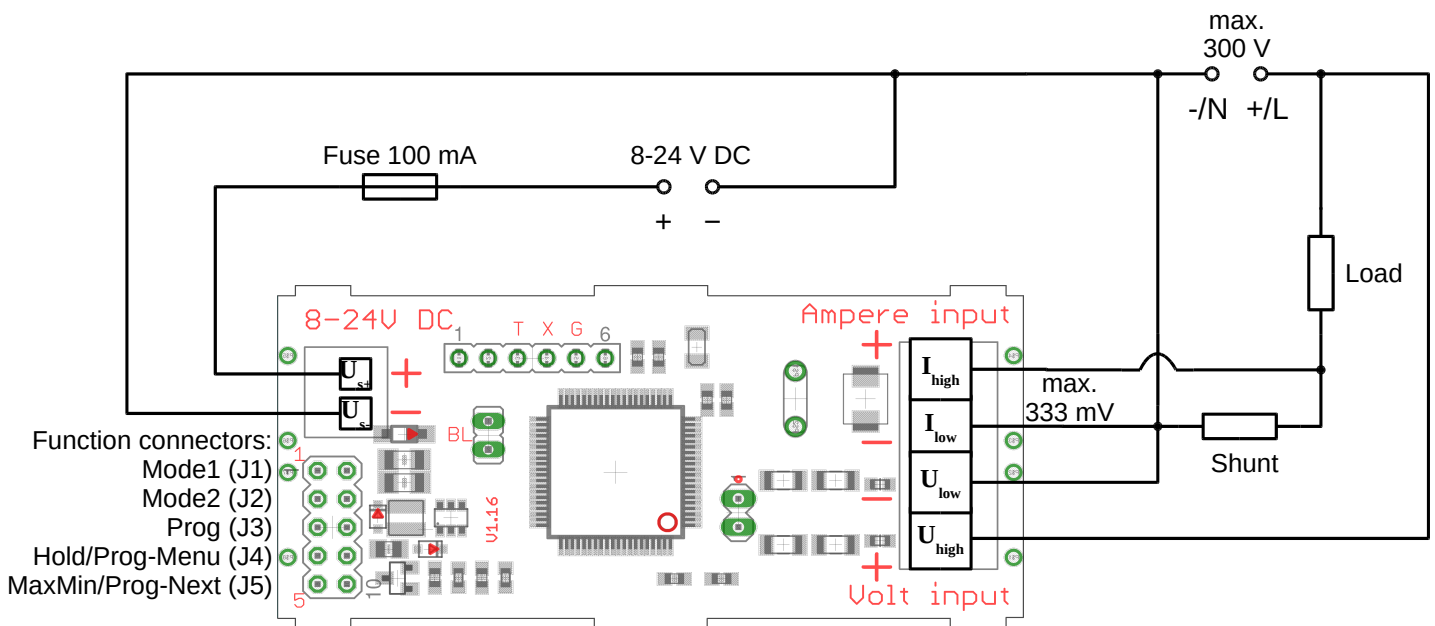 max.
300 V
-/N +/L
Fuse 100 mA
8-24 V DC
+ −
Load
8-24V DC
1 T X G 6
Ampere input
+
Us+
+
Ihigh
max.
333 mV
Us-
−
Ilow
−
BL
Function connectors:
1
Mode1 (J1)
Mode2 (J2)
Prog (J3)
Hold/Prog-Menu (J4)
MaxMin/Prog-Next (J5)
5
10
V1.16
Shunt
Ulow
−
Uhigh
+
Volt input